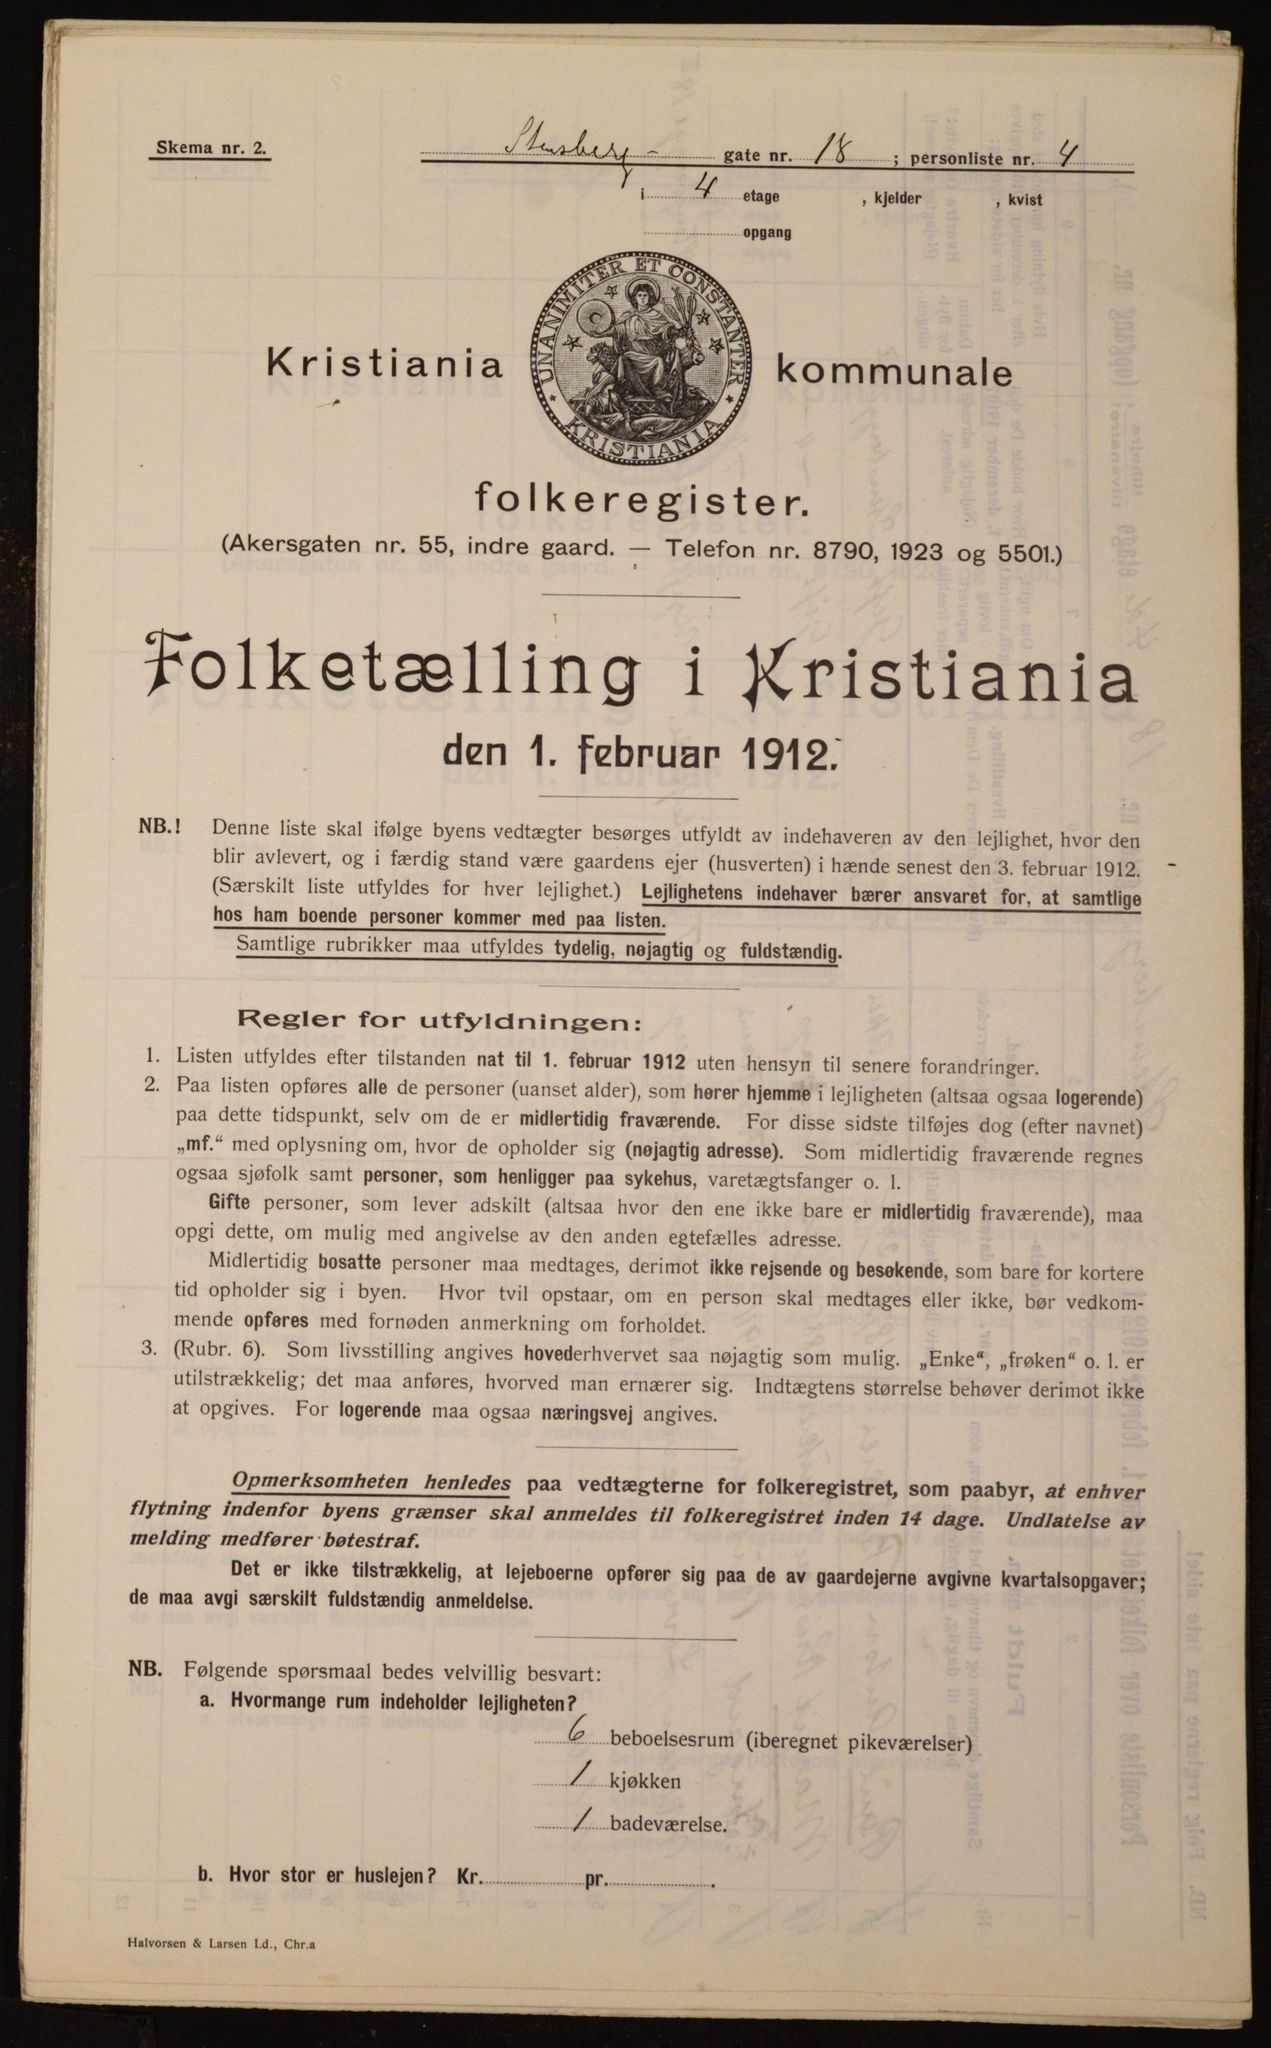 Skema nr. 2.
Stensberg- gate nr. 18 ; personliste nr. 4
i 4 etage , kjelder , kvist
opgang
UNANIMITER ET CONSTANTER
KRISTIANIA
Kristiania kommunale
folkeregister.
(Akersgaten nr. 55, indre gaard. — Telefon nr. 8790, 1923 og 5501.)
Folketælling i Kristiania
den 1. februar 1912.
NB.! Denne liste skal ifølge byens vedtægter besørges utfyldt av indehaveren av den lejlighet, hvor den
blir avlevert, og i færdig stand være gaardens ejer (husverten) i hænde senest den 3. februar 1912.
(Særskilt liste utfyldes for hver lejlighet.) Lejlighetens indehaver bærer ansvaret for, at samtlige
hos ham boende personer kommer med paa listen.
Samtlige rubrikker maa utfyldes tydelig, nøjagtig og fuldstændig.
Regler for utfyldningen:
1. Listen utfyldes efter tilstanden nat til 1. februar 1912 uten hensyn til senere forandringer.
2. Paa listen opføres alle de personer (uanset alder), som hører hjemme i lejligheten (altsaa ogsaa logerende)
paa dette tidspunkt, selv om de er midlertidig fraværende. For disse sidste tilføjes dog (efter navnet)
„mf.“ med oplysning om, hvor de opholder sig (nøjagtig adresse). Som midlertidig fraværende regnes
ogsaa sjøfolk samt personer, som henligger paa sykehus, varetægtsfanger o. l.
Gifte personer, som lever adskilt (altsaa hvor den ene ikke bare er midlertidig fraværende), maa
opgi dette, om mulig med angivelse av den anden egtefælles adresse.
Midlertidig bosatte personer maa medtages, derimot ikke rejsende og besøkende, som bare for kortere
tid opholder sig i byen. Hvor tvil opstaar, om en person skal medtages eller ikke, bør vedkom-
mende opføres med fornøden anmerkning om forholdet.
3. (Rubr. 6). Som livsstilling angives hovederhvervet saa nøjagtig som mulig. „Enke“, „frøken“ o. l. er
utilstrækkelig; det maa anføres, hvorved man ernærer sig. Indtægtens størrelse behøver derimot ikke
at opgives. For logerende maa ogsaa næringsvej angives.
Opmerksomheten henledes paa vedtægterne for folkeregistret, som paabyr, at enhver
flytning indenfor byens grænser skal anmeldes til folkeregistret inden 14 dage. Undlatelse av
melding medfører bøtestraf.
Det er ikke tilstrækkelig, at lejeboerne opfører sig paa de av gaardejerne avgivne kvartalsopgaver;
de maa avgi særskilt fuldstændig anmeldelse.
NB. Følgende spørsmaal bedes velvillig besvart:
a. Hvormange rum indeholder lejligheten?
6 beboelsesrum (iberegnet pikeværelser)
1 kjøkken
1 badeværelse.
b. Hvor stor er huslejen? Kr. pr. .
Halvorsen & Larsen Ld., Chr.a